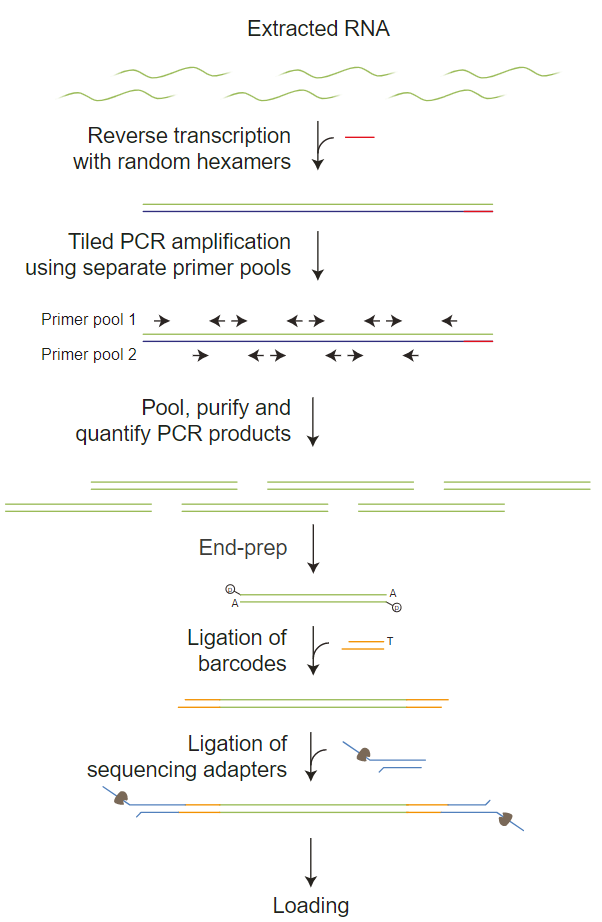 Extracted RNA
Reverse transcription
with random hexamers
Tiled PCR amplification
using separate primer pools
Primer pool 1
Primer pool 2
Pool, purify and
quantify PCR products
End-prep
p
A
A
p
Ligation of
barcodes
T
Ligation of
sequencing adapters
Loading